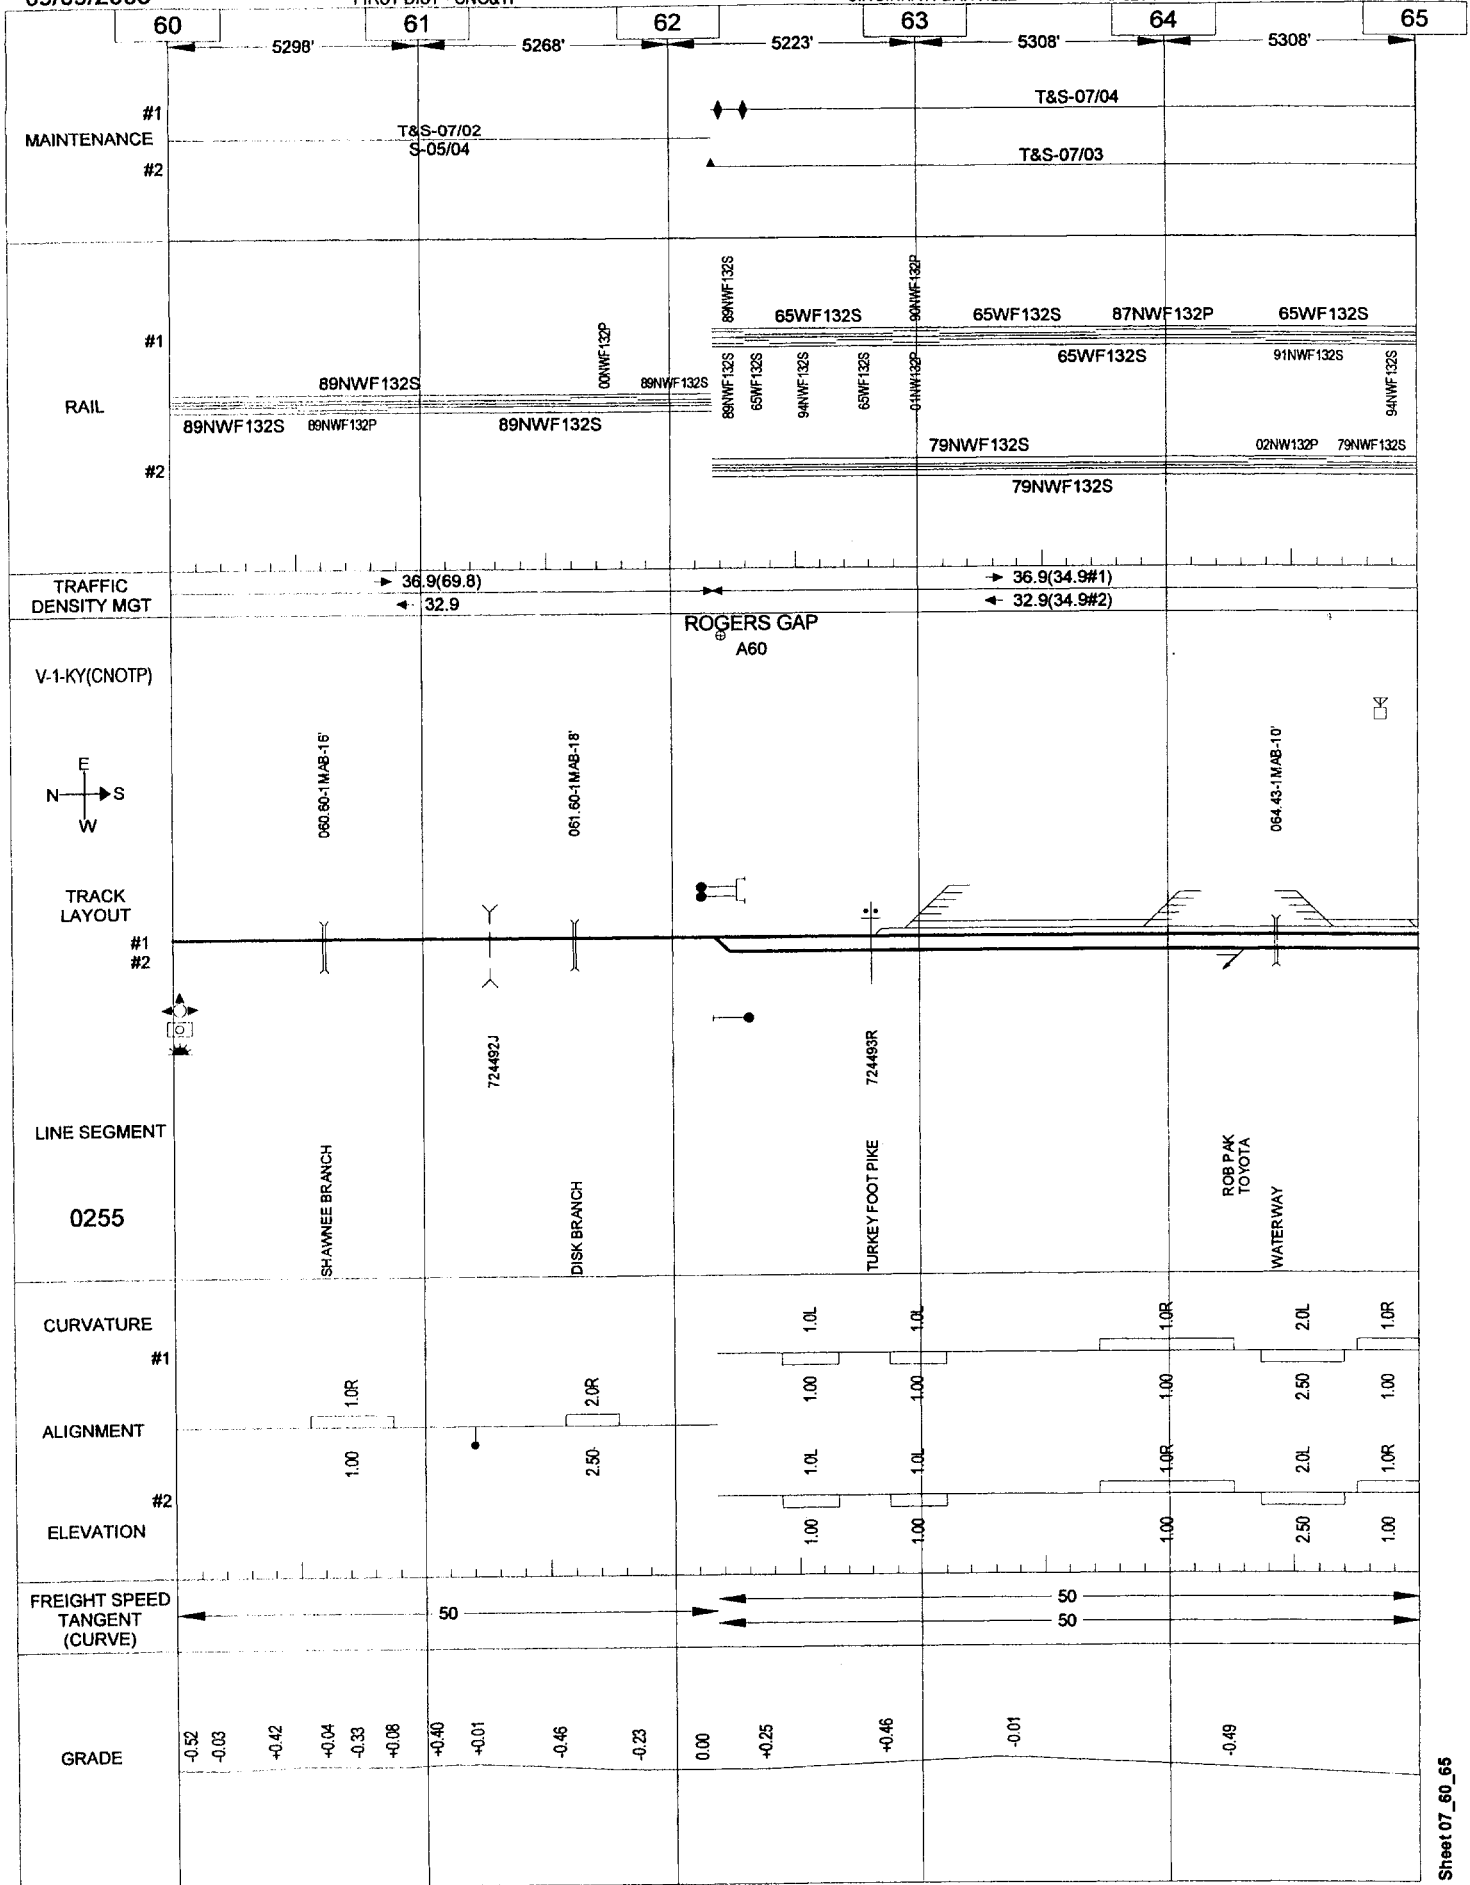 60 61 62 63 64 65
5298' 5268' 5223' 5308' 5308'
MAINTENANCE
#1
#2
T&S-07/02
S-05/04
T&S-07/04
T&S-07/03
RAIL
#1
#2
89NWF132S
00NWF132P
89NWF132S
89NWF132S
89NWF132P
89NWF132S
89NWF132S
65WF132S
90NWF132P
65WF132S
87NWF132P
65WF132S
89NWF132S
65WF132S
94NWF132S
65WF132S
01NW132P
65WF132S
91NWF132S
94NWF132S
79NWF132S
02NW132P
79NWF132S
79NWF132S
TRAFFIC
DENSITY MGT
36.9(69.8)
32.9
36.9(34.9#1)
32.9(34.9#2)
ROGERS GAP
A60
V-1-KY(CNOTP)
E
N S
W
060.60-1MAB-16'
061.60-1MAB-18'
064.43-1MAB-10'
TRACK
LAYOUT
#1
#2
724492J
724493R
LINE SEGMENT
0255
SHAWNEE BRANCH
DISK BRANCH
TURKEY FOOT PIKE
ROB PAK
TOYOTA
WATERWAY
CURVATURE
#1
ALIGNMENT
#2
ELEVATION
1.0R
1.00
2.0R
2.50
1.0L 1.0L 1.0R 2.0L 1.0R
1.00 1.00 1.00 2.50 1.00
1.0L 1.0L 1.0R 2.0L 1.0R
1.00 1.00 1.00 2.50 1.00
FREIGHT SPEED
TANGENT
(CURVE)
50
50
50
GRADE
-0.52 -0.03 +0.42 +0.04 -0.33 +0.08 +0.40 +0.01 -0.46 -0.23 0.00 +0.25 +0.46 -0.01 -0.49
Sheet 07_60_65